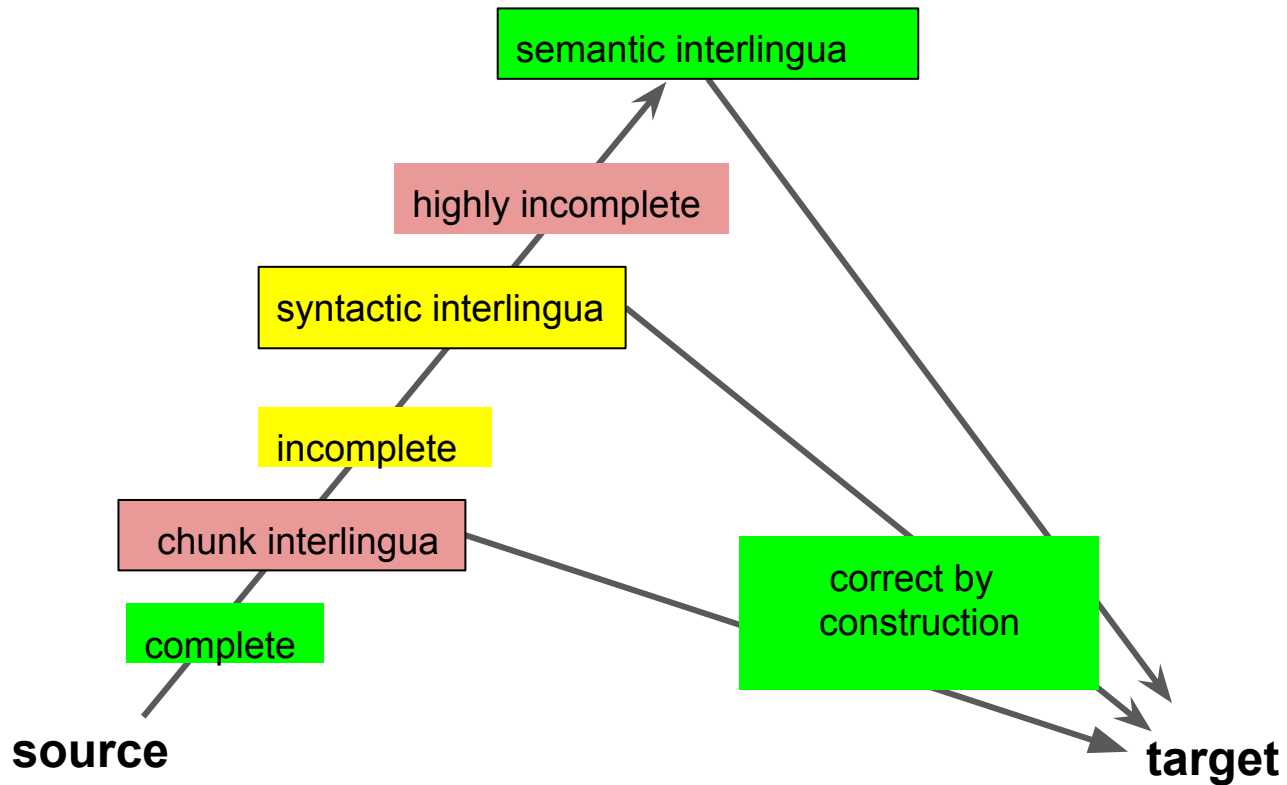 semantic interlingua
highly incomplete
syntactic interlingua
incomplete
chunk interlingua
correct by
construction
complete
source
target